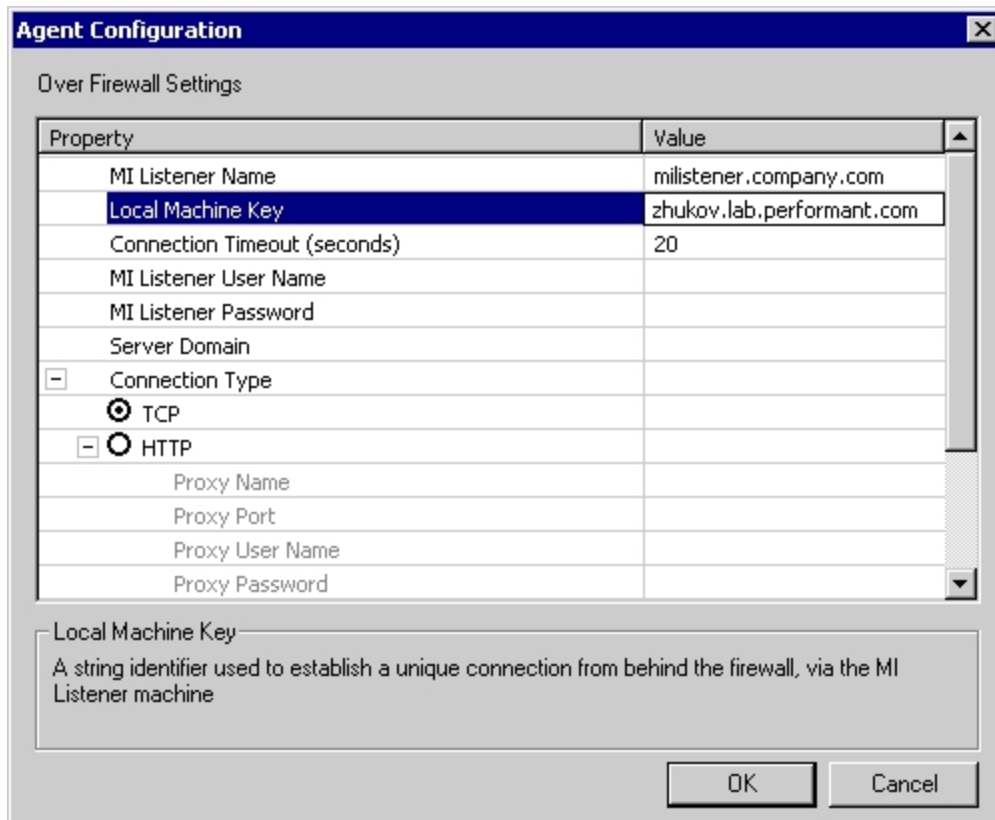 Agent Configuration
Over Firewall Settings
Property Value
MI Listener Name milistener.company.com
Local Machine Key zhukov.lab.performant.com
Connection Timeout (seconds) 20
MI Listener User Name
MI Listener Password
Server Domain
Connection Type
TCP
HTTP
Proxy Name
Proxy Port
Proxy User Name
Proxy Password
Local Machine Key
A string identifier used to establish a unique connection from behind the firewall, via the MI
Listener machine
OK Cancel